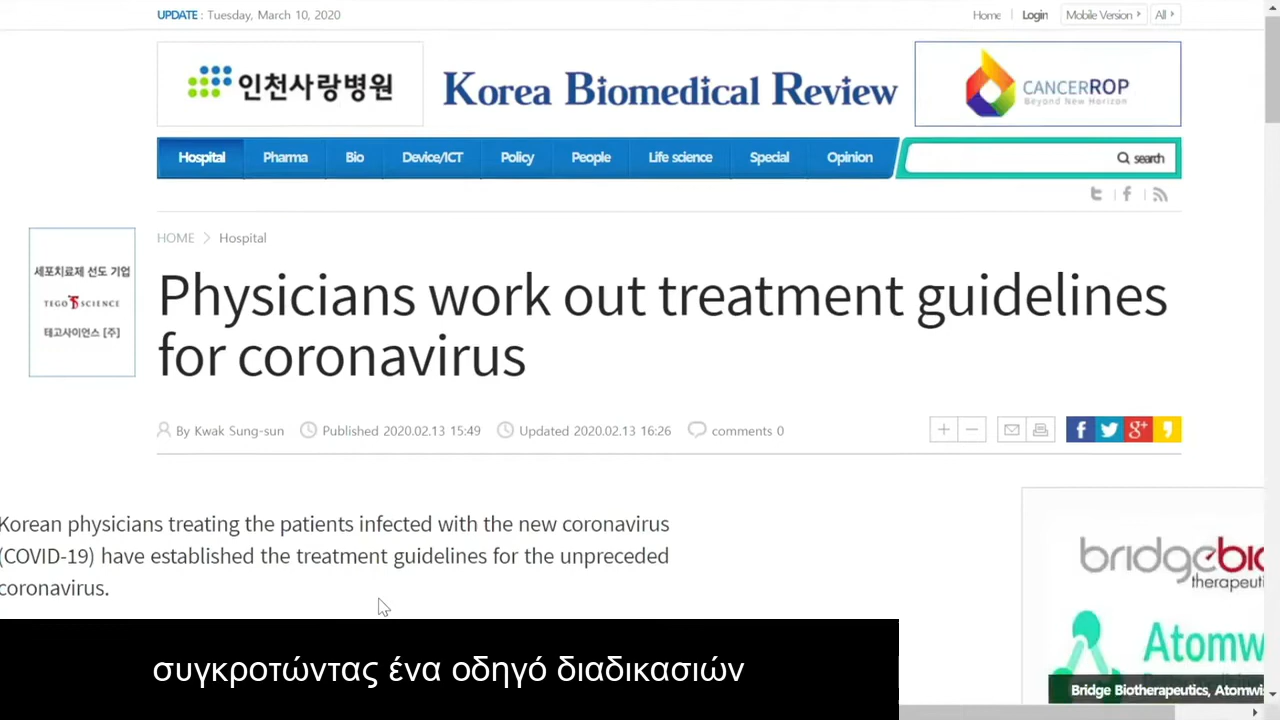 UPDATE : Tuesday, March 10, 2020
Home Login Mobile Version All
인천사랑병원
Korea Biomedical Review
CANCERROP
Beyond New Horizon
Hospital Pharma Bio Device/ICT Policy People Life science Special Opinion search
HOME Hospital
세포치료제 선도 기업
TEGO SCIENCE
테고사이언스 [주]
Physicians work out treatment guidelines
for coronavirus
By Kwak Sung-sun Published 2020.02.13 15:49 Updated 2020.02.13 16:26 comments 0
Korean physicians treating the patients infected with the new coronavirus
(COVID-19) have established the treatment guidelines for the unpreceded
coronavirus.
bridgebio
therapeuti
Atomw
Bridge Biotherapeutics, Atomwi
συγκροτώντας ένα οδηγό διαδικασιών